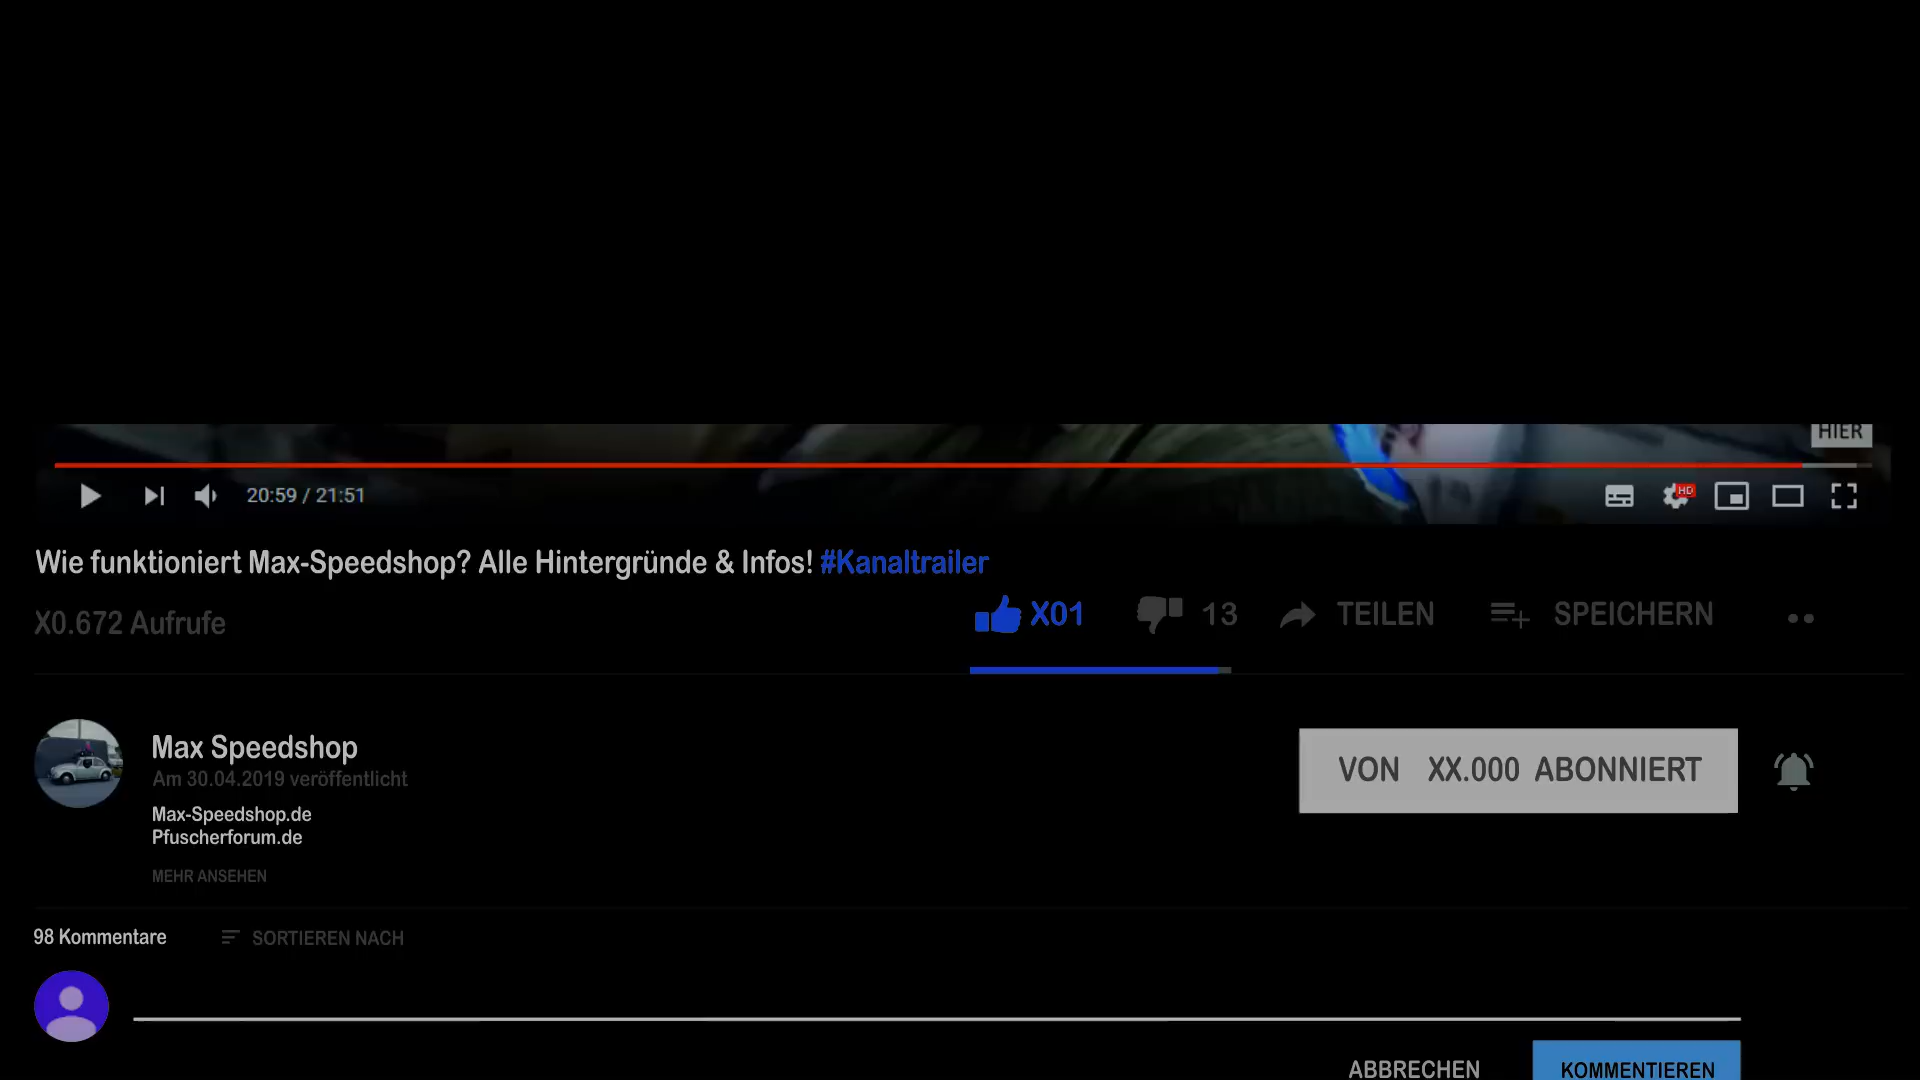 HIER
20:59 / 21:51
HD
Wie funktioniert Max-Speedshop? Alle Hintergründe & Infos! #Kanaltrailer
X0.672 Aufrufe
X01
13
TEILEN
SPEICHERN
Max Speedshop
Am 30.04.2019 veröffentlicht
Max-Speedshop.de
Pfuscherforum.de
MEHR ANSEHEN
VON XX.000 ABONNIERT
98 Kommentare
SORTIEREN NACH
ABBRECHEN
KOMMENTIEREN